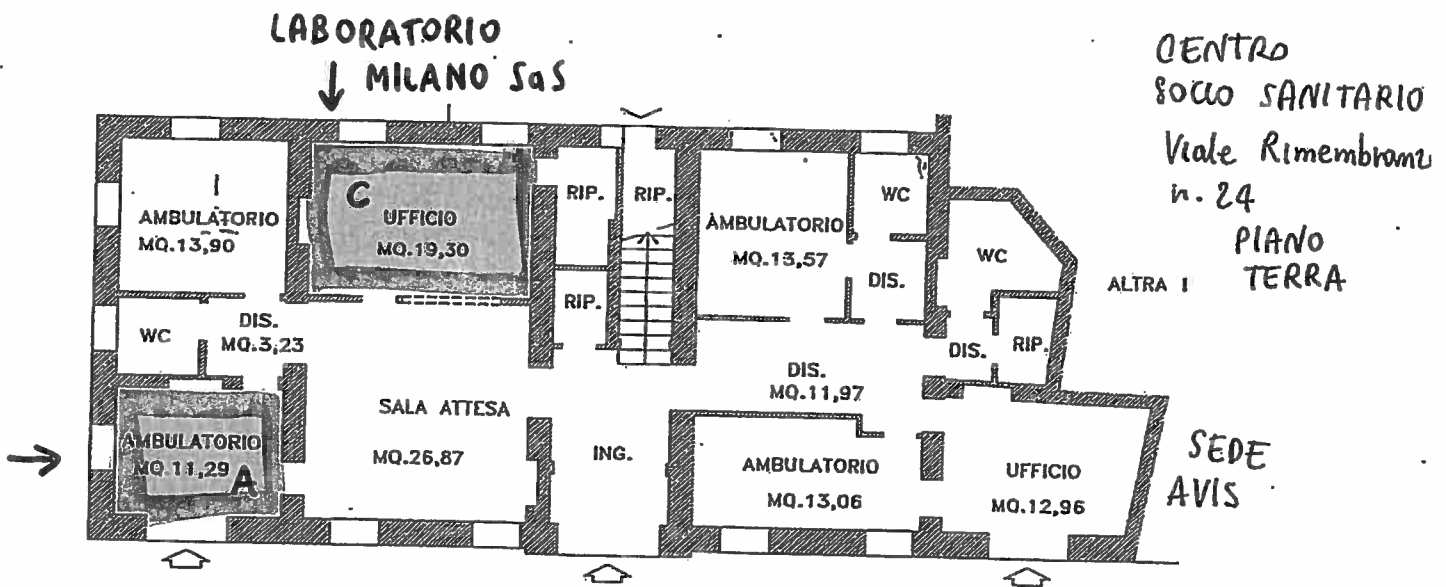 LABORATORIO
MILANO SaS
CENTRO
SOCIO SANITARIO
Viale Rimembranz
n. 24
PIANO
TERRA
AMBULATORIO
MQ.13,90
C
UFFICIO
MQ.19,30
RIP.
RIP.
RIP.
AMBULATORIO
MQ.13,57
WC
DIS.
WC
ALTRA I
WC
DIS.
MQ.3,23
DIS.
RIP.
DIS.
MQ.11,97
AMBULATORIO
MQ.11,29
A
SALA ATTESA
MQ.26,87
ING.
AMBULATORIO
MQ.13,06
UFFICIO
MQ.12,96
SEDE
AVIS